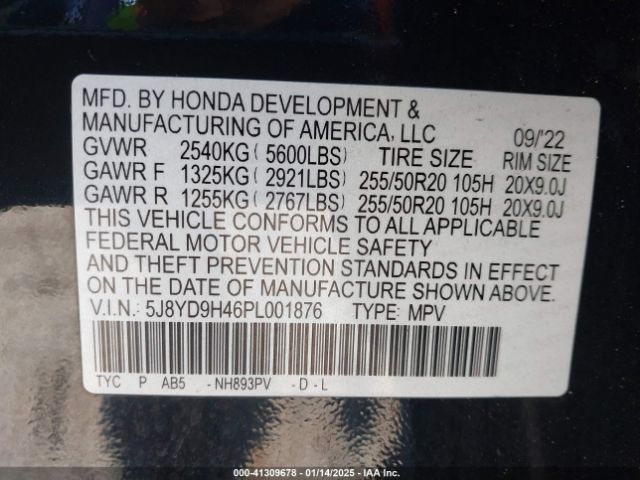 MFD. BY HONDA DEVELOPMENT &
MANUFACTURING OF AMERICA, LLC 09/'22
GVWR 2540KG ( 5600LBS) TIRE SIZE RIM SIZE
GAWR F 1325KG ( 2921LBS) 255/50R20 105H 20X9.0J
GAWR R 1255KG ( 2767LBS) 255/50R20 105H 20X9.0J
THIS VEHICLE CONFORMS TO ALL APPLICABLE
FEDERAL MOTOR VEHICLE SAFETY
AND THEFT PREVENTION STANDARDS IN EFFECT
ON THE DATE OF MANUFACTURE SHOWN ABOVE.
V.I.N.: 5J8YD9H46PL001876 TYPE: MPV
TYC P AB5 -NH893PV -D-L
000-41309678 - 01/14/2025 - IAA Inc.